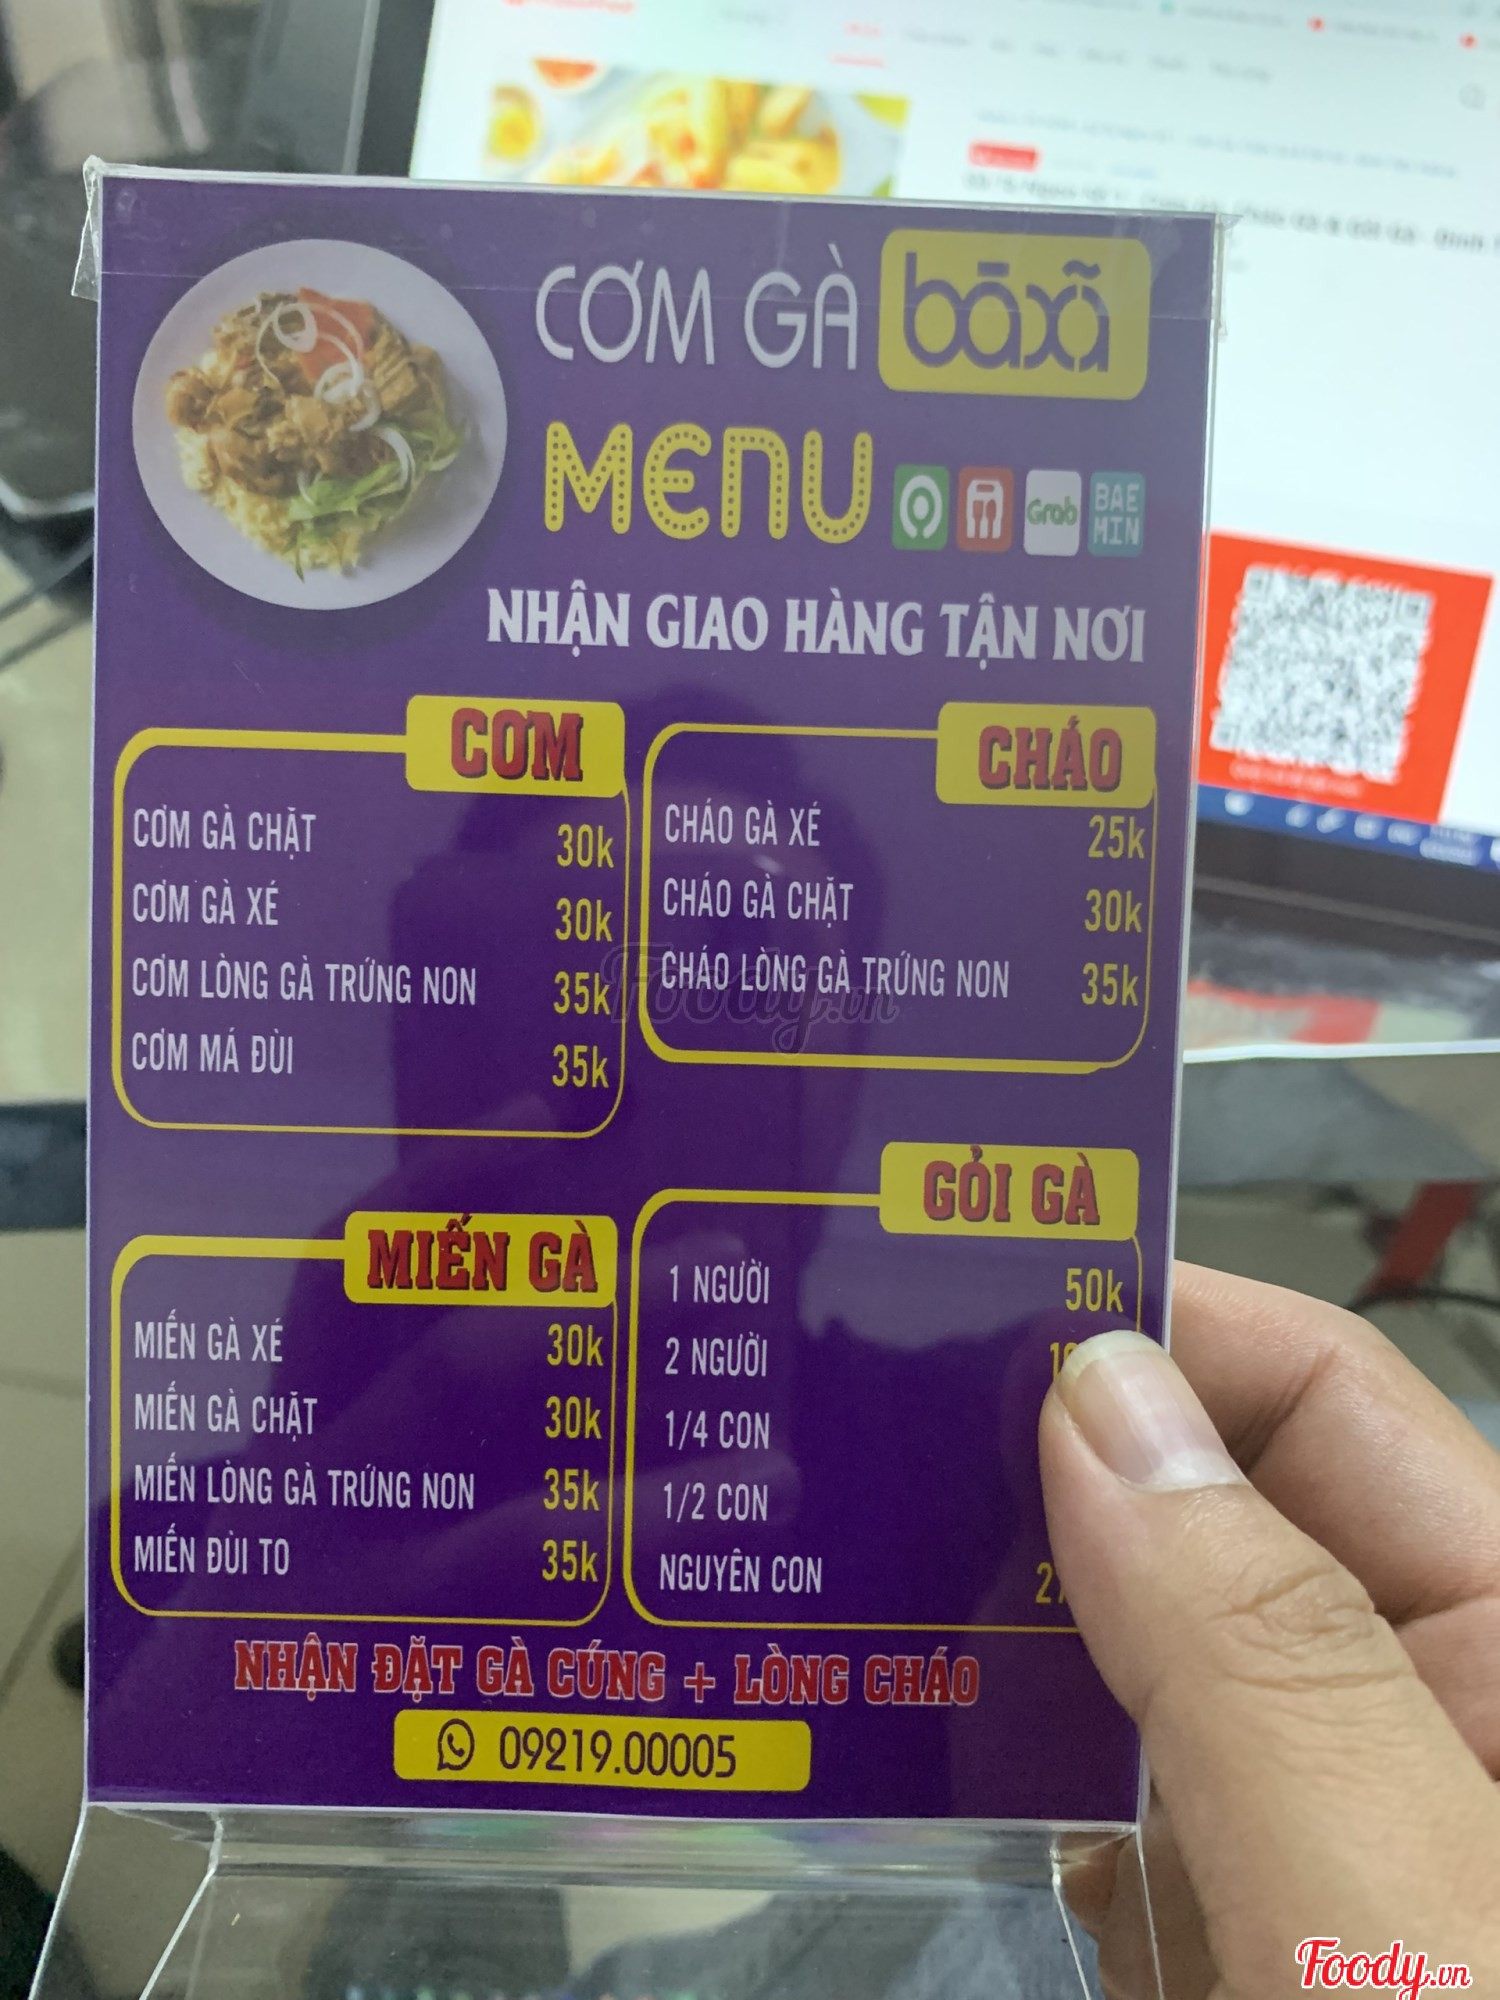 CƠM GÀ bà xã
MENU
Grab
BAE
MIN
NHẬN GIAO HÀNG TẬN NƠI
CƠM
CƠM GÀ CHẶT 30k
CƠM GÀ XÉ 30k
CƠM LÒNG GÀ TRỨNG NON 35k
CƠM MÁ ĐÙI 35k
CHÁO
CHÁO GÀ XÉ 25k
CHÁO GÀ CHẶT 30k
CHÁO LÒNG GÀ TRỨNG NON 35k
MIẾN GÀ
MIẾN GÀ XÉ 30k
MIẾN GÀ CHẶT 30k
MIẾN LÒNG GÀ TRỨNG NON 35k
MIẾN ĐÙI TO 35k
GỎI GÀ
1 NGƯỜI 50k
2 NGƯỜI
1/4 CON
1/2 CON
NGUYÊN CON
NHẬN ĐẶT GÀ CÚNG + LÒNG CHÁO
09219.00005
Foody.vn
Foody.vn